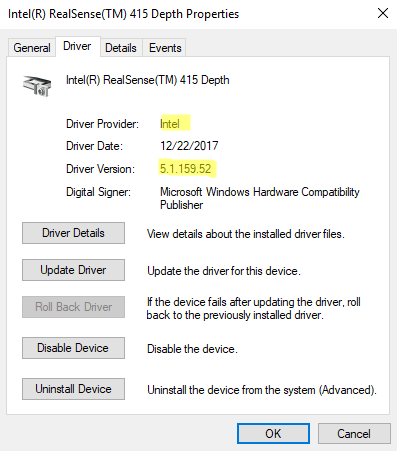 Intel(R) RealSense(TM) 415 Depth Properties
General Driver Details Events
Intel(R) RealSense(TM) 415 Depth
Driver Provider: Intel
Driver Date: 12/22/2017
Driver Version: 5.1.159.52
Digital Signer: Microsoft Windows Hardware Compatibility
Publisher
Driver Details View details about the installed driver files.
Update Driver Update the driver for this device.
Roll Back Driver If the device fails after updating the driver, roll
back to the previously installed driver.
Disable Device Disable the device.
Uninstall Device Uninstall the device from the system (Advanced).
OK Cancel